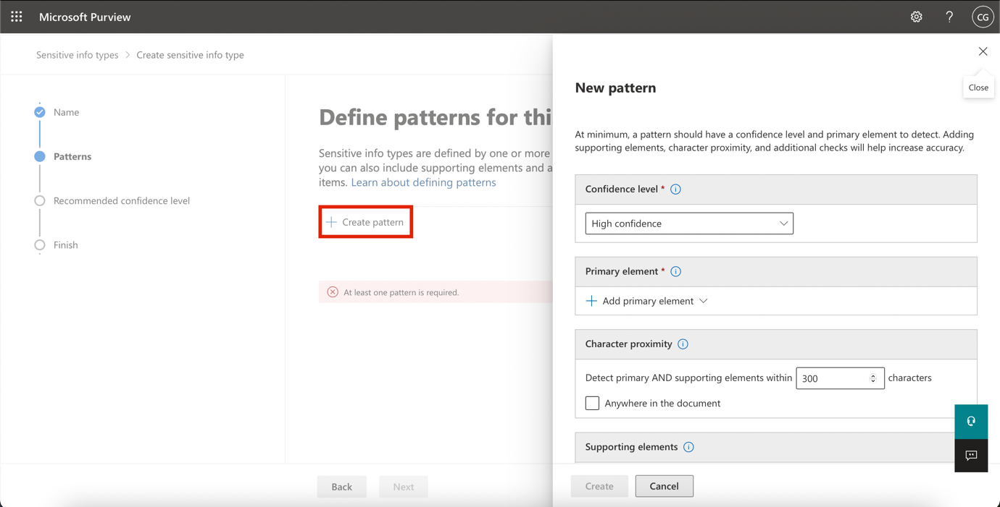 Microsoft Purview
?
CG
Sensitive info types > Create sensitive info type
Name
Patterns
Recommended confidence level
Finish
Define patterns for thi
Sensitive info types are defined by one or more
you can also include supporting elements and a
items. Learn about defining patterns
+ Create pattern
At least one pattern is required.
Back
Next
Close
New pattern
At minimum, a pattern should have a confidence level and primary element to detect. Adding
supporting elements, character proximity, and additional checks will help increase accuracy.
Confidence level *
High confidence
Primary element *
+ Add primary element
Character proximity
Detect primary AND supporting elements within 300 characters
Anywhere in the document
Supporting elements
Create
Cancel